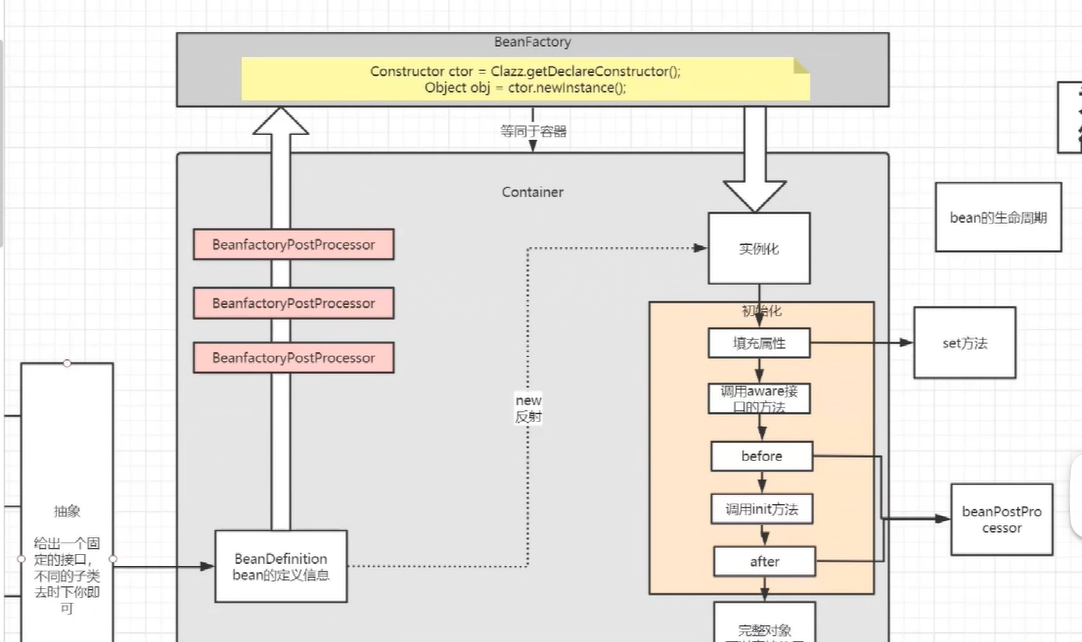 BeanFactory
Constructor ctor = Clazz.getDeclareConstructor();
Object obj = ctor.newInstance();
等同于容器
Container
bean的生命周期
BeanfactoryPostProcessor
实例化
BeanfactoryPostProcessor
初始化
填充属性
set方法
BeanfactoryPostProcessor
new
反射
调用aware接
口的方法
before
调用init方法
beanPostPro
cessor
after
抽象
给出一个固
定的接口，
不同的子类
去时下你即
可
BeanDefinition
bean的定义信息
完整对象